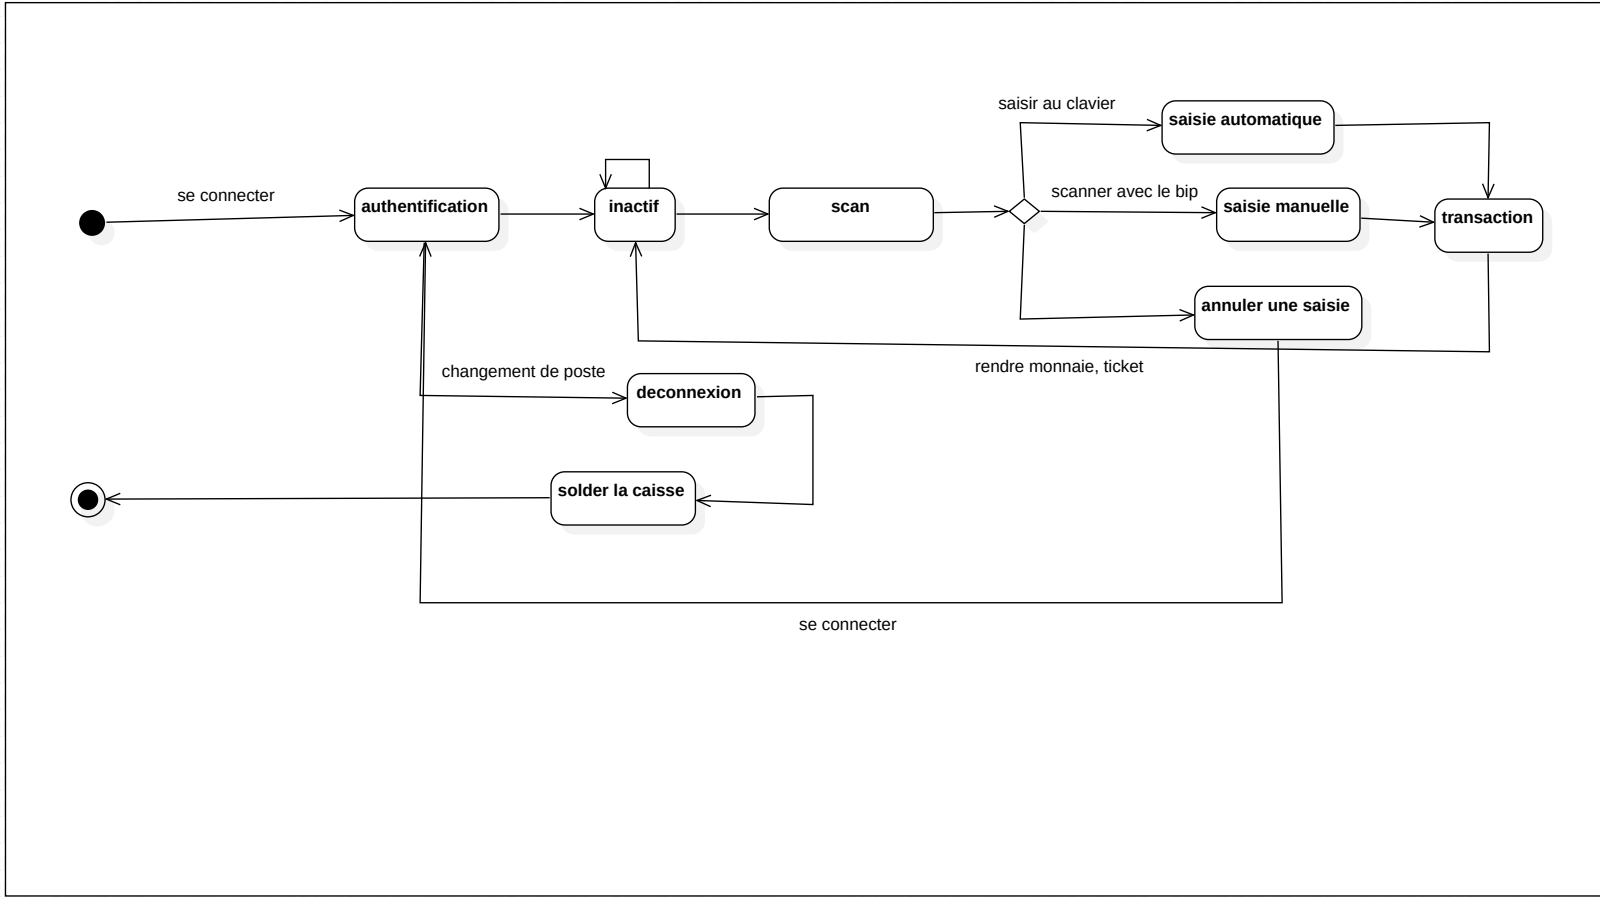 saisir au clavier
saisie automatique
se connecter
authentification
inactif
scan
scanner avec le bip
saisie manuelle
transaction
annuler une saisie
rendre monnaie, ticket
changement de poste
deconnexion
solder la caisse
se connecter